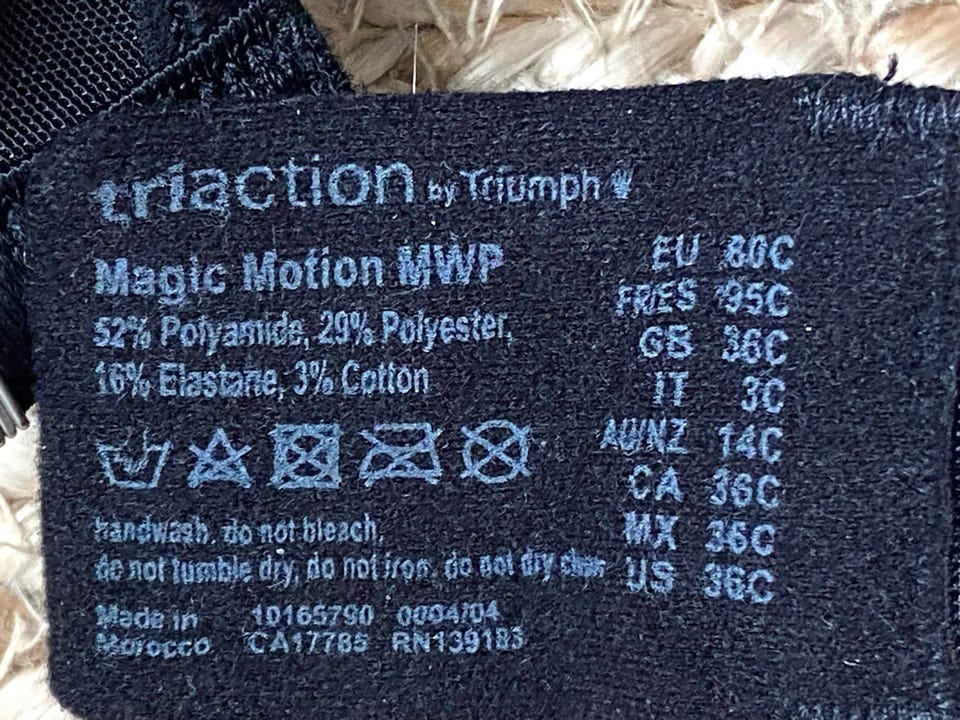 triaction by Triumph
Magic Motion MWP
52% Polyamide, 29% Polyester,
16% Elastane, 3% Cotton
handwash, do not bleach,
do not tumble dry, do not iron, do not dry clean
Made in 10165790 0004/04
Morocco CA17785 RN139185
EU 80C
FR/ES 95C
GB 36C
IT 3C
AU/NZ 14C
CA 36C
MX 36C
US 36C